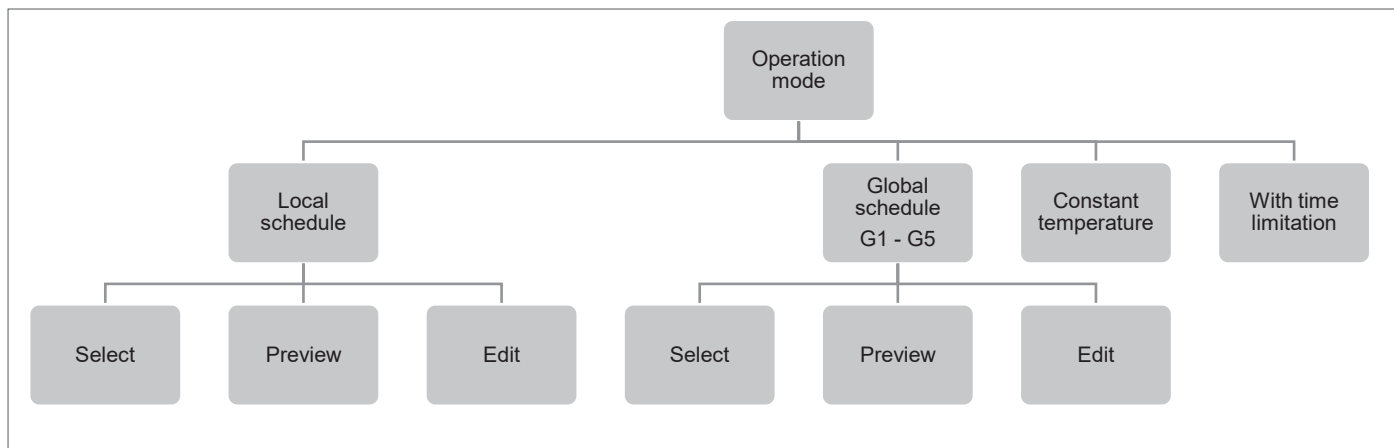 Operation
mode
Local
schedule
Global
schedule
G1 - G5
Constant
temperature
With time
limitation
Select
Preview
Edit
Select
Preview
Edit